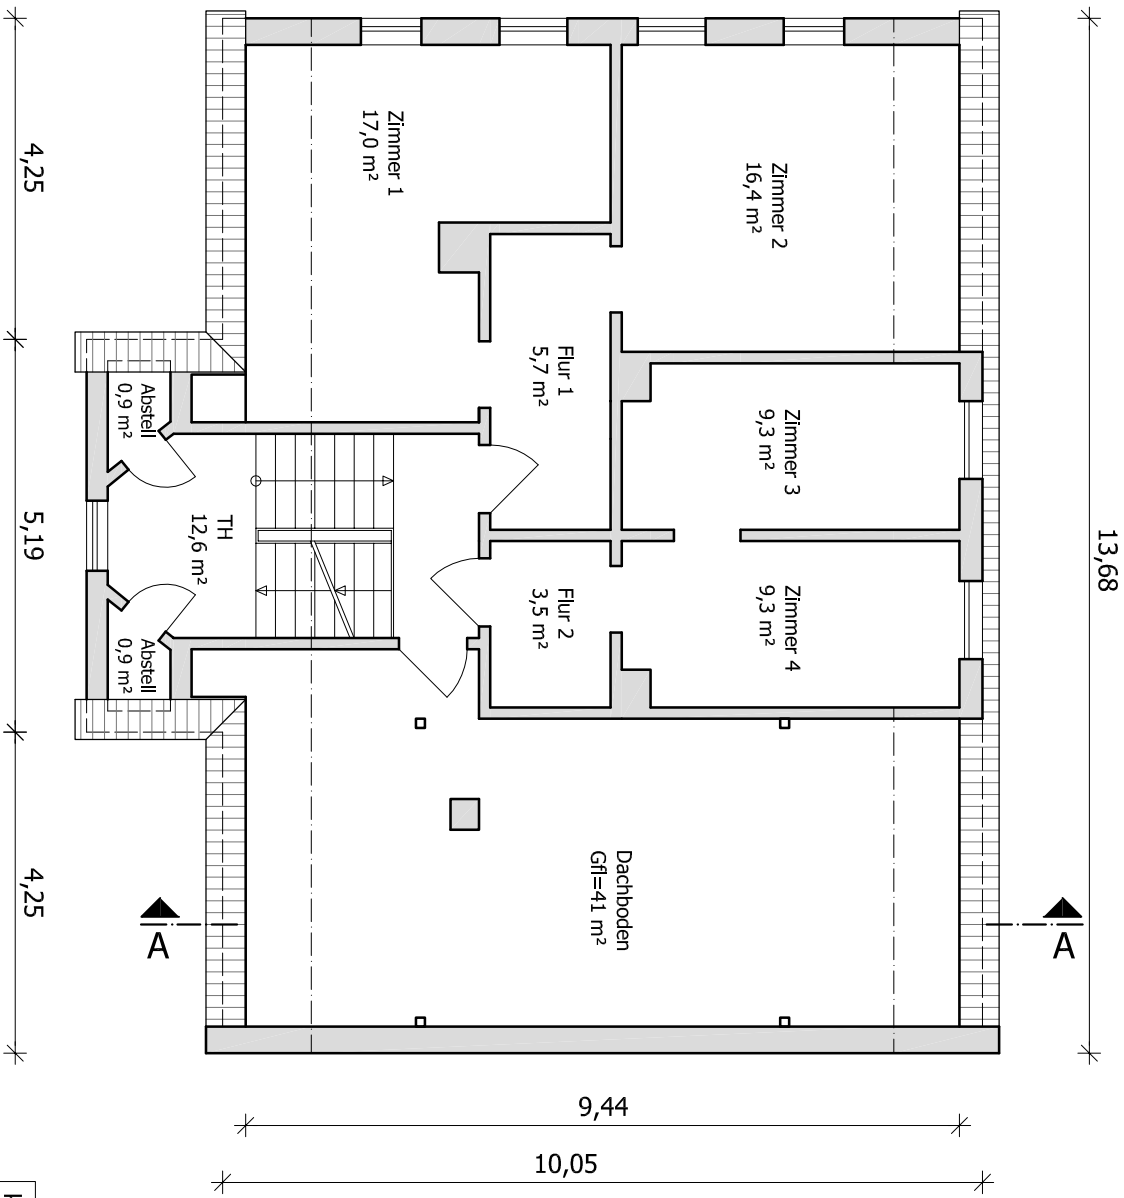 4,25
5,19
4,25
13,68
9,44
10,05
Zimmer 1
17,0 m²
Zimmer 2
16,4 m²
Flur 1
5,7 m²
Zimmer 3
9,3 m²
Abstell
0,9 m²
TH
12,6 m²
Flur 2
3,5 m²
Zimmer 4
9,3 m²
Abstell
0,9 m²
Dachboden
Gfl=41 m²
A
A